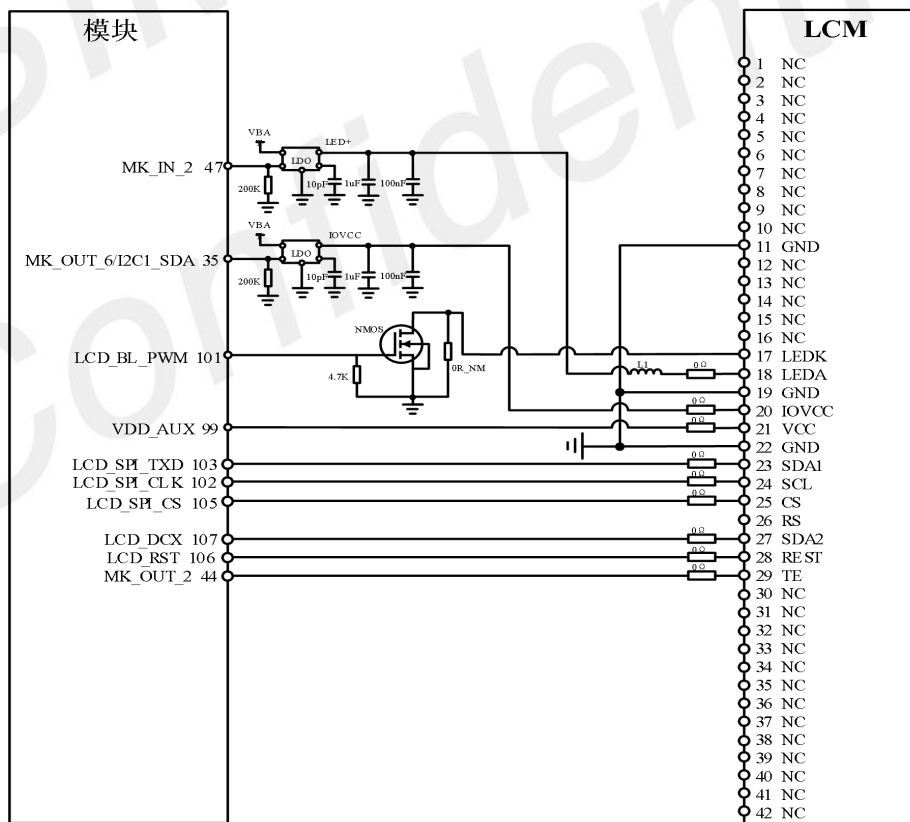 模块
LCM
1 NC
2 NC
3 NC
4 NC
5 NC
6 NC
7 NC
8 NC
9 NC
10 NC
11 GND
12 NC
13 NC
14 NC
15 NC
16 NC
17 LEDK
18 LEDA
19 GND
20 IOVCC
21 VCC
22 GND
23 SDA1
24 SCL
25 CS
26 RS
27 SDA2
28 REST
29 TE
30 NC
31 NC
32 NC
33 NC
34 NC
35 NC
36 NC
37 NC
38 NC
39 NC
40 NC
41 NC
42 NC
MK_IN_2 47
VBA
LDO
LED+
200K
10pF
1uF
100nF
MK_OUT_6/I2C1_SDA 35
VBA
LDO
IOVCC
200K
10pF
1uF
100nF
LCD_BL_PWM 101
NMOS
4.7K
0R_NM
L1
0Ω
0Ω
VDD_AUX 99
0Ω
LCD_SPI_TXD 103
0Ω
LCD_SPI_CLK 102
0Ω
LCD_SPI_CS 105
0Ω
LCD_DCX 107
0Ω
LCD_RST 106
0Ω
MK_OUT_2 44
0Ω
Confidential